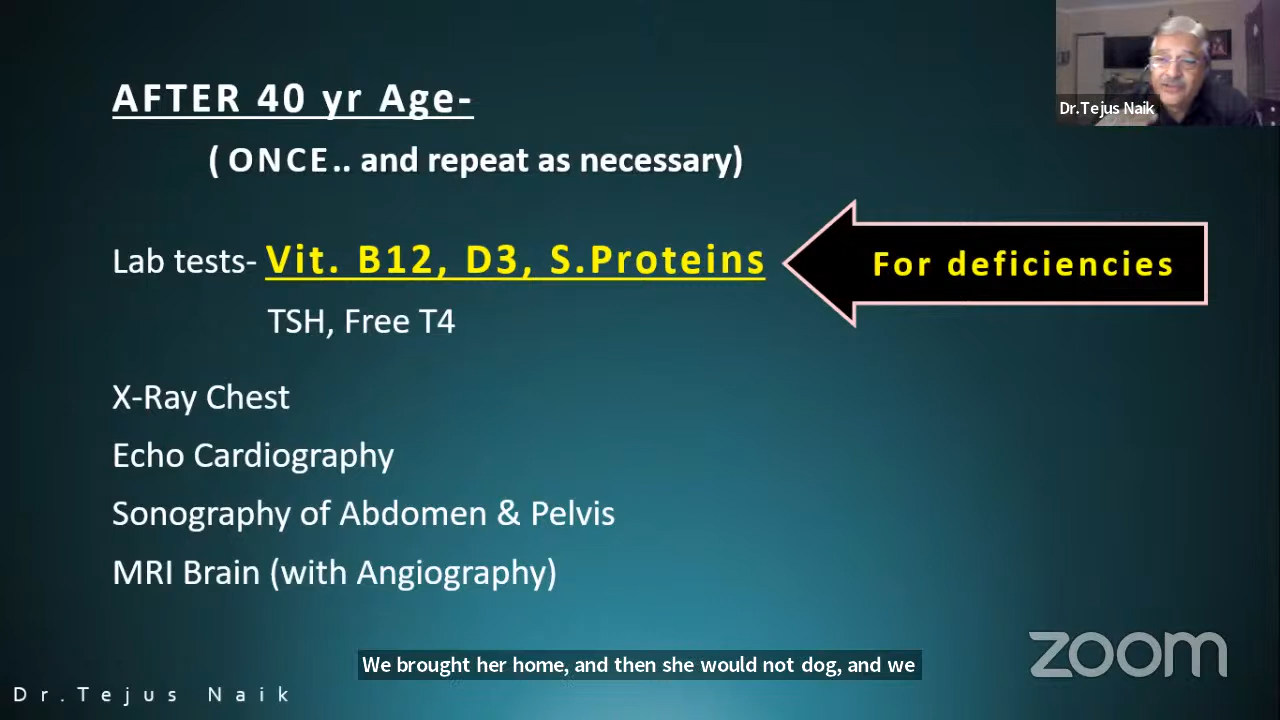 AFTER 40 yr Age-
( ONCE.. and repeat as necessary)
Lab tests- Vit. B12, D3, S.Proteins
For deficiencies
TSH, Free T4
X-Ray Chest
Echo Cardiography
Sonography of Abdomen & Pelvis
MRI Brain (with Angiography)
Dr.Tejus Naik
We brought her home, and then she would not dog, and we
zoom
Dr.Tejus Naik